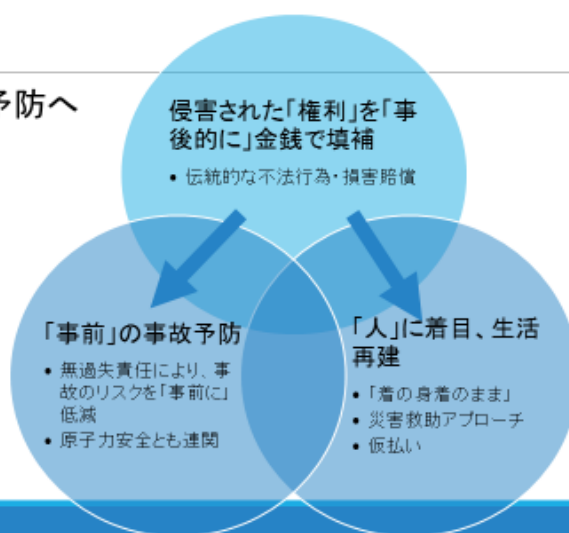 予防へ
侵害された「権利」を「事
後的に」金銭で填補
• 伝統的な不法行為・損害賠償
「事前」の事故予防
• 無過失責任により、事
故のリスクを「事前に」
低減
• 原子力安全とも連関
「人」に着目、生活
再建
• 「着の身着のまま」
• 災害救助アプローチ
• 仮払い